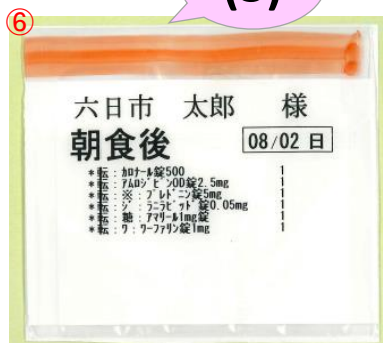 (3)
⑥
六日市 太郎 様
朝食後 08/02 日
*転:カロナール錠500 1
*転:アムロジピンOD錠2.5mg 1
*転:※:プレドニン錠5mg 1
*転:ジ:ラニラピッド錠0.05mg 1
*転:糖:アマリール1mg錠 1
*転:ワ:ワーファリン錠1mg 1